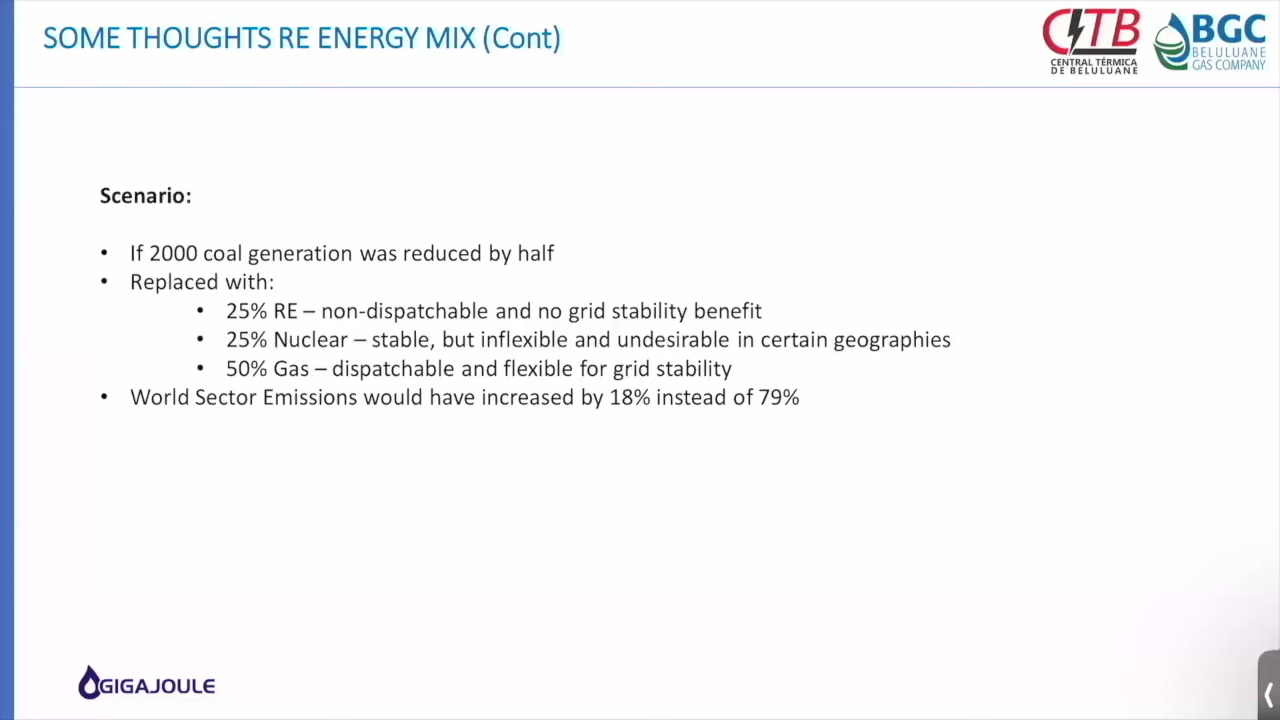 SOME THOUGHTS RE ENERGY MIX (Cont)
CTB
CENTRAL TÉRMICA
DE BELULUANE
BGC
BELULUANE
GAS COMPANY
Scenario:
• If 2000 coal generation was reduced by half
• Replaced with:
• 25% RE – non-dispatchable and no grid stability benefit
• 25% Nuclear – stable, but inflexible and undesirable in certain geographies
• 50% Gas – dispatchable and flexible for grid stability
• World Sector Emissions would have increased by 18% instead of 79%
GIGAJOULE